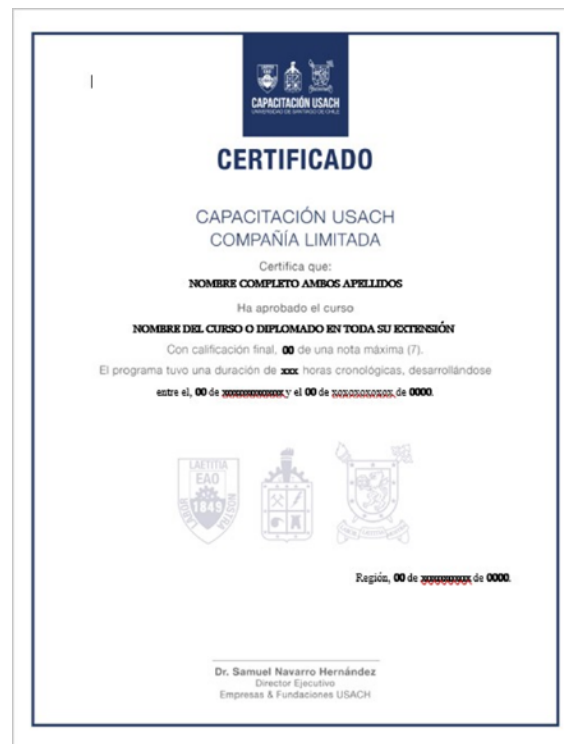 CAPACITACIÓN USACH
UNIVERSIDAD DE SANTIAGO DE CHILE
CERTIFICADO
CAPACITACIÓN USACH
COMPAÑÍA LIMITADA
Certifica que:
NOMBRE COMPLETO AMBOS APELLIDOS
Ha aprobado el curso
NOMBRE DEL CURSO O DIPLOMADO EN TODA SU EXTENSIÓN
Con calificación final, 00 de una nota máxima (7).
El programa tuvo una duración de xxx horas cronológicas, desarrollándose
entre el, 00 de xxxxxxxxxxxx y el 00 de xoxoxoxoxox de 0000.
LAETITIA
EAO
1849
LABOR
NOSTRA
Región, 00 de xxxxxxxxxx de 0000.
Dr. Samuel Navarro Hernández
Director Ejecutivo
Empresas & Fundaciones USACH